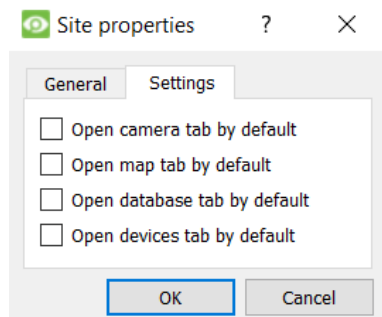 Site properties ?
General Settings
Open camera tab by default
Open map tab by default
Open database tab by default
Open devices tab by default
OK Cancel